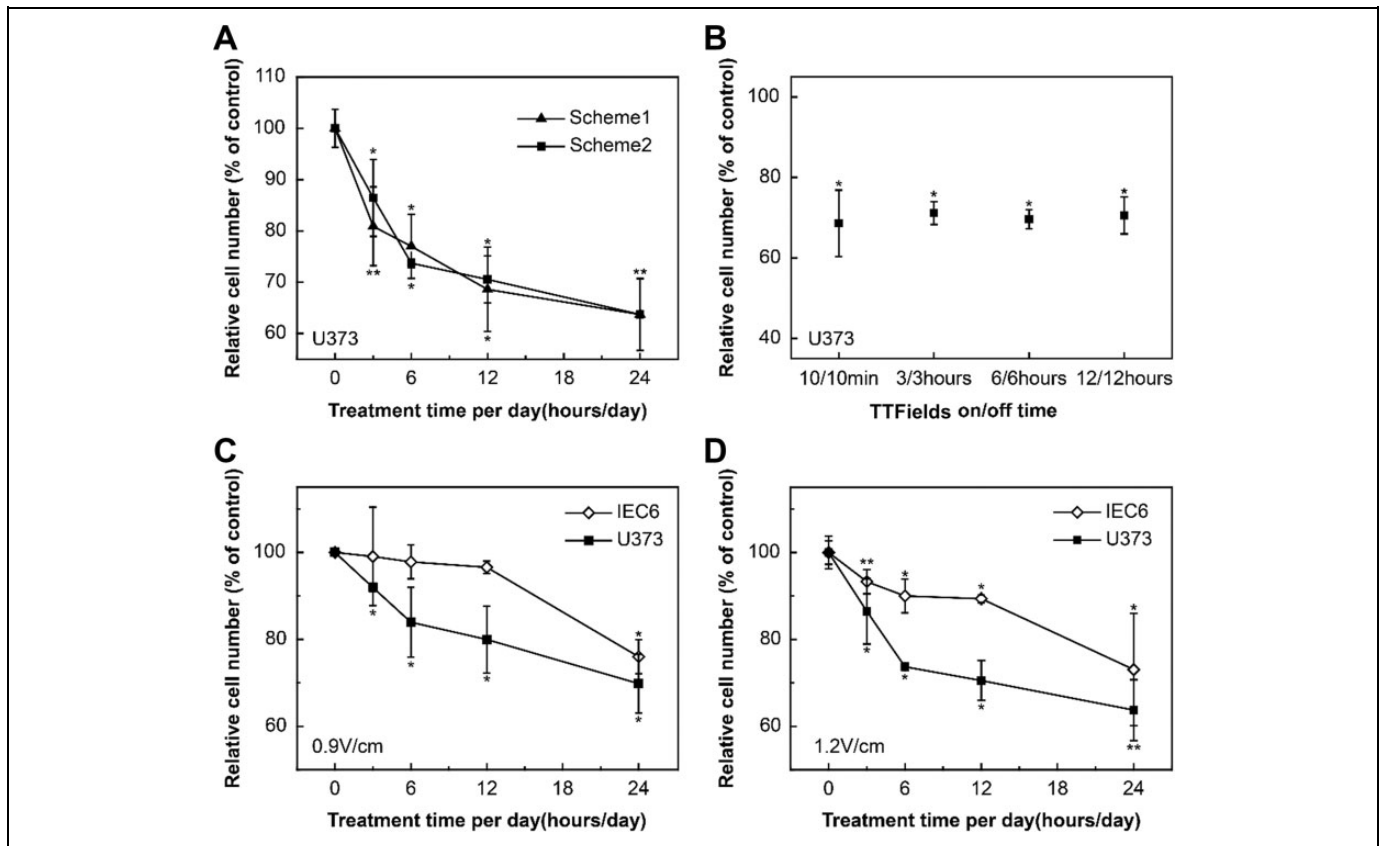 A
Relative cell number (% of control)
110
100
90
80
70
60
Scheme1
Scheme2
*
**
*
*
*
*
**
U373
0
6
12
18
24
Treatment time per day(hours/day)
B
Relative cell number (% of control)
100
80
60
40
*
*
*
*
U373
10/10min
3/3hours
6/6hours
12/12hours
TTFields on/off time
C
Relative cell number (% of control)
100
80
60
IEC6
U373
*
*
*
*
*
0.9V/cm
0
6
12
18
24
Treatment time per day(hours/day)
D
Relative cell number (% of control)
100
80
60
IEC6
U373
**
*
*
*
*
*
*
**
1.2V/cm
0
6
12
18
24
Treatment time per day(hours/day)